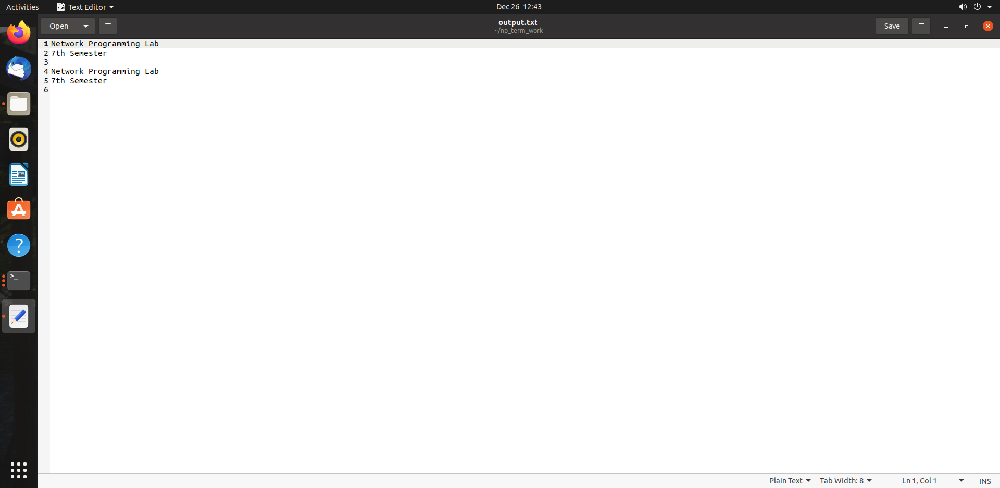 Activities
Text Editor
Dec 26 12:43
Open
output.txt
~/np_term_work
Save
1 Network Programming Lab
2 7th Semester
3
4 Network Programming Lab
5 7th Semester
6
?
>_
Plain Text
Tab Width: 8
Ln 1, Col 1
INS